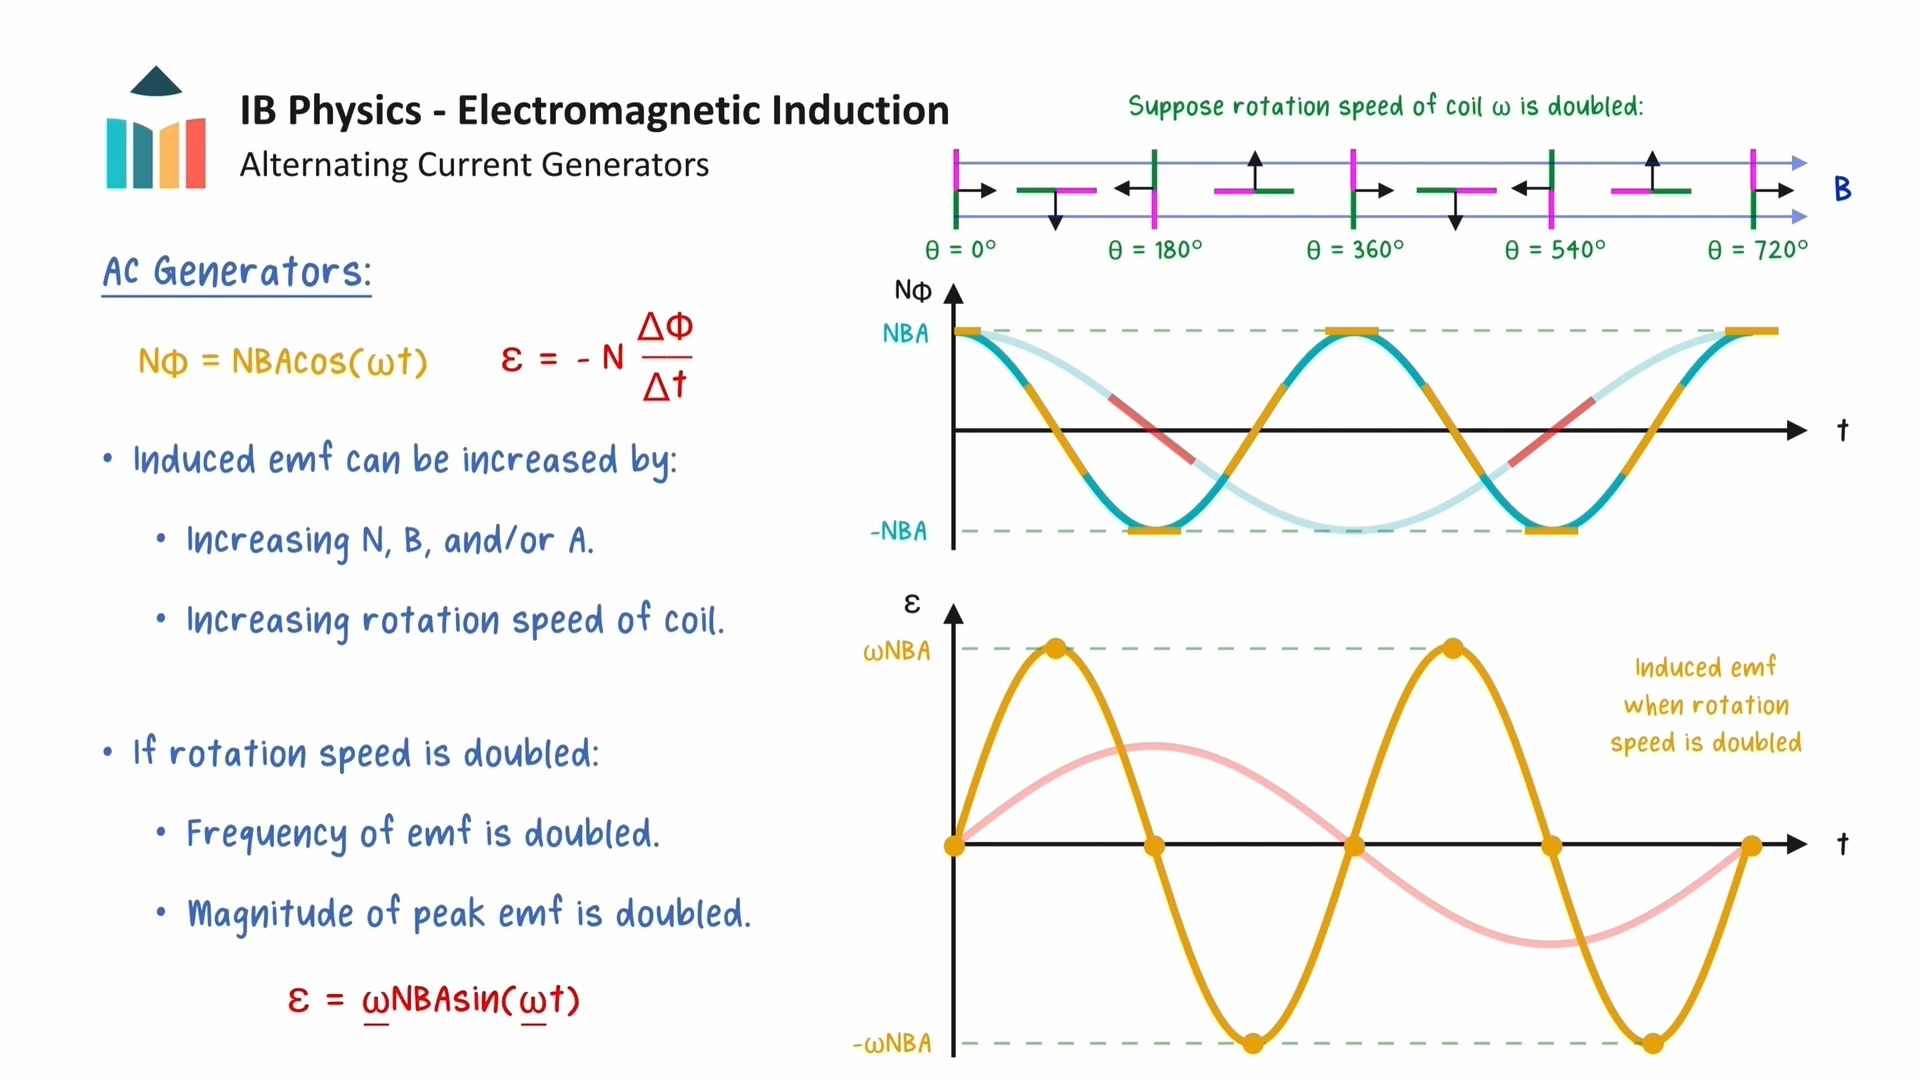 IB Physics - Electromagnetic Induction
Alternating Current Generators
AC Generators:
NΦ = NBAcos(ωt)
ε = - N ΔΦ / Δt
• Induced emf can be increased by:
• Increasing N, B, and/or A.
• Increasing rotation speed of coil.
• If rotation speed is doubled:
• Frequency of emf is doubled.
• Magnitude of peak emf is doubled.
ε = ωNBAsin(ωt)
Suppose rotation speed of coil ω is doubled:
B
θ = 0° θ = 180° θ = 360° θ = 540° θ = 720°
NΦ
NBA
t
-NBA
ε
ωNBA
Induced emf
when rotation
speed is doubled
t
-ωNBA